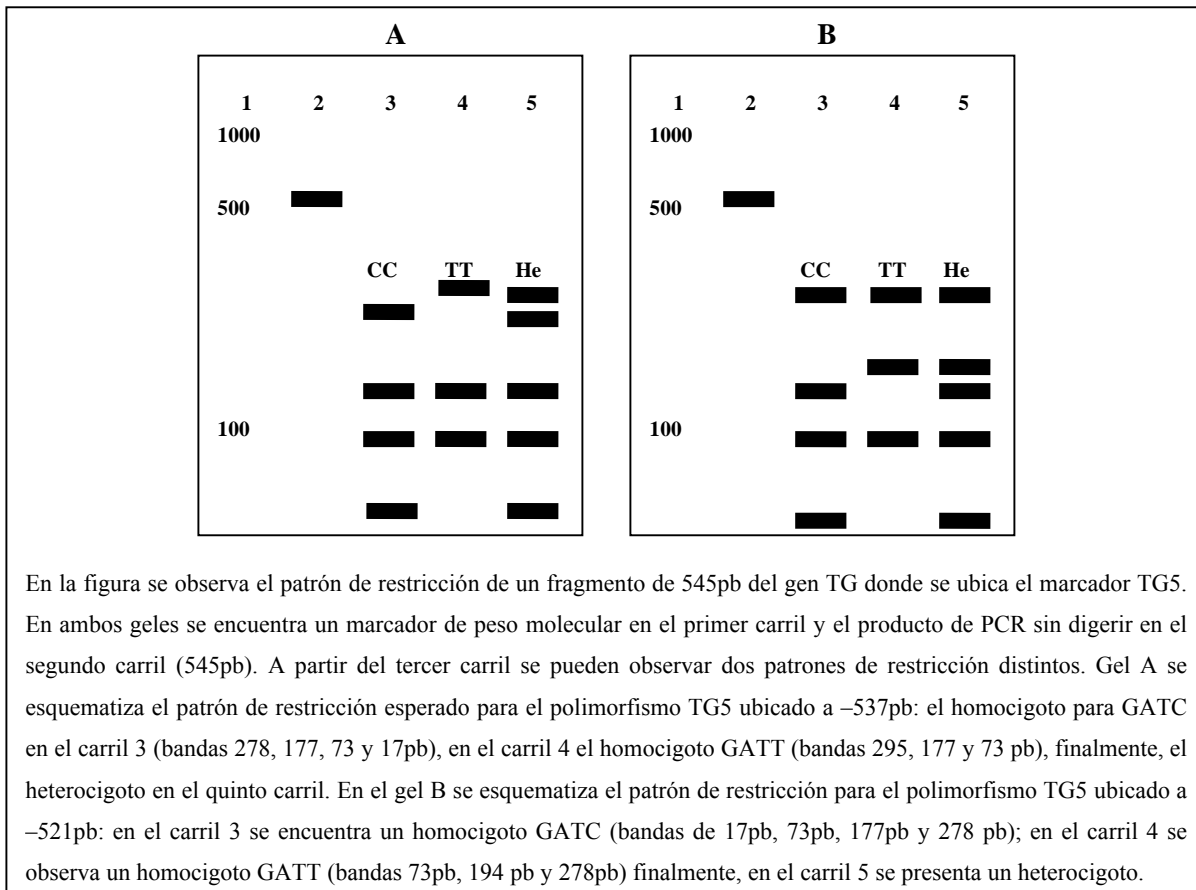 A B
1 2 3 4 5 1 2 3 4 5
1000 1000
500 500
CC TT He CC TT He
100 100
En la figura se observa el patrón de restricción de un fragmento de 545pb del gen TG donde se ubica el marcador TG5.
En ambos geles se encuentra un marcador de peso molecular en el primer carril y el producto de PCR sin digerir en el
segundo carril (545pb). A partir del tercer carril se pueden observar dos patrones de restricción distintos. Gel A se
esquematiza el patrón de restricción esperado para el polimorfismo TG5 ubicado a –537pb: el homocigoto para GATC
en el carril 3 (bandas 278, 177, 73 y 17pb), en el carril 4 el homocigoto GATT (bandas 295, 177 y 73 pb), finalmente, el
heterocigoto en el quinto carril. En el gel B se esquematiza el patrón de restricción para el polimorfismo TG5 ubicado a
–521pb: en el carril 3 se encuentra un homocigoto GATC (bandas de 17pb, 73pb, 177pb y 278 pb); en el carril 4 se
observa un homocigoto GATT (bandas 73pb, 194 pb y 278pb) finalmente, en el carril 5 se presenta un heterocigoto.